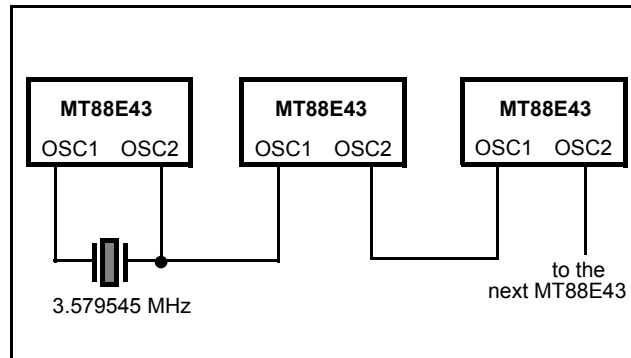 MT88E43
OSC1 OSC2
MT88E43
OSC1 OSC2
MT88E43
OSC1 OSC2
3.579545 MHz
to the
next MT88E43